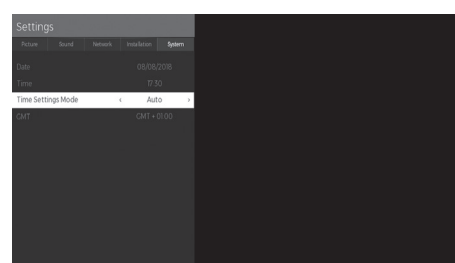 Settings
Picture Sound Network Installation System
Date 08/08/2018
Time 17:30
Time Settings Mode ‹ Auto ›
GMT GMT + 01:00